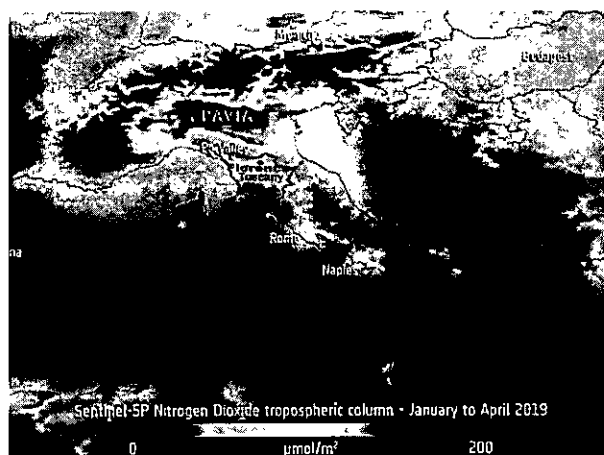 Munich
Budapest
PAVIA
Florence
Tuscany
Rome
na
Naples
Sentinel-5P Nitrogen Dioxide tropospheric column - January to April 2019
0 µmol/m² 200